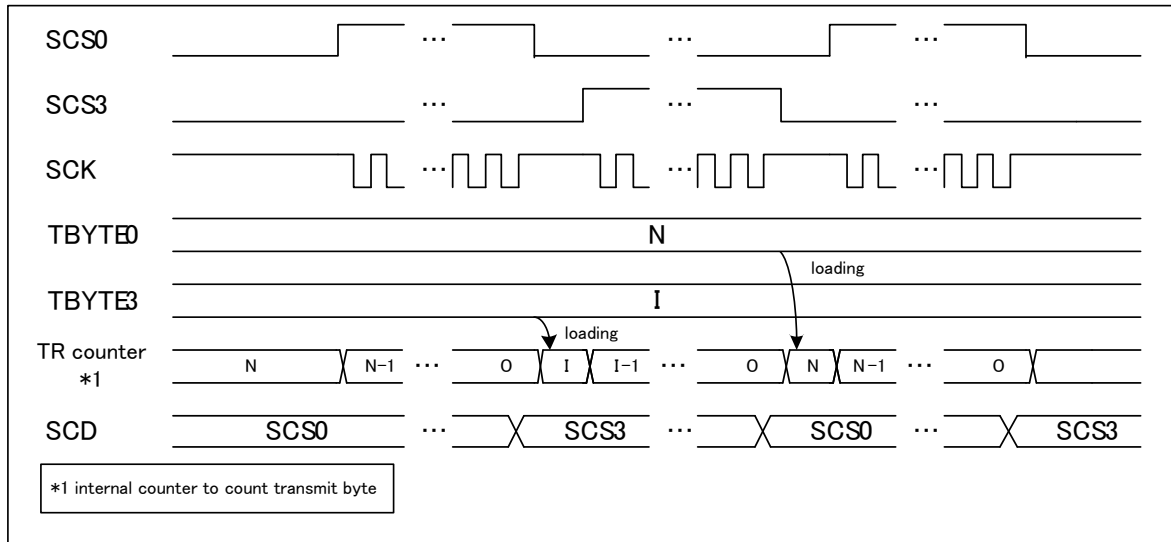 SCS0 ... ... ...
SCS3 ... ... ...
SCK ... ... ...
TBYTE0 N
loading
TBYTE3 I
loading
TR counter *1 N N-1 ... 0 I I-1 ... 0 N N-1 ... 0
SCD SCS0 ... SCS3 ... SCS0 ... SCS3
*1 internal counter to count transmit byte